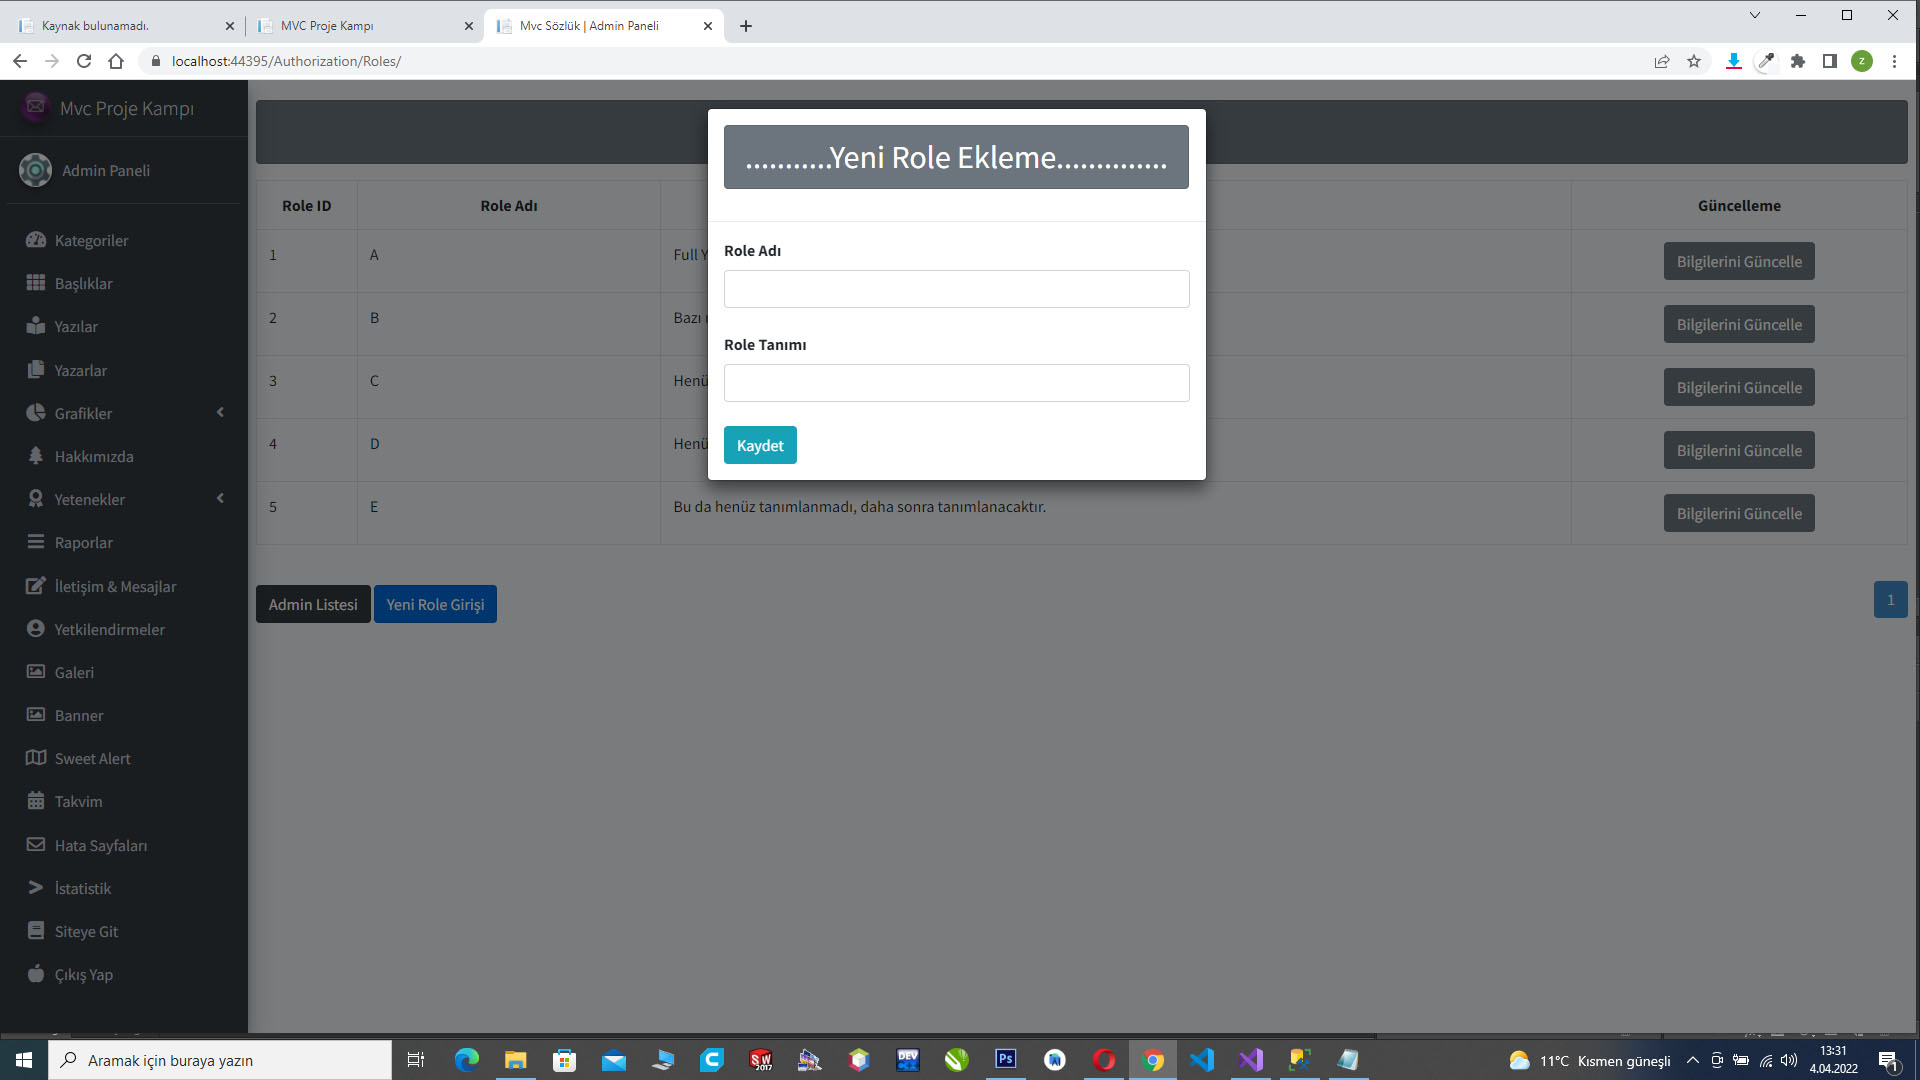 Kaynak bulunamadı.
MVC Proje Kampı
Mvc Sözlük | Admin Paneli
localhost:44395/Authorization/Roles/
Z
Mvc Proje Kampı
Admin Paneli
Kategoriler
Başlıklar
Yazılar
Yazarlar
Grafikler
Hakkımızda
Yetenekler
Raporlar
İletişim & Mesajlar
Yetkilendirmeler
Galeri
Banner
Sweet Alert
Takvim
Hata Sayfaları
İstatistik
Siteye Git
Çıkış Yap
...........Yeni Role Ekleme..............
Role Adı
Role Tanımı
Kaydet
Role ID Role Adı Güncelleme
1 A Full Bilgilerini Güncelle
2 B Bazı Bilgilerini Güncelle
3 C Bilgilerini Güncelle
4 D Bilgilerini Güncelle
5 E Bu da henüz tanımlanmadı, daha sonra tanımlanacaktır. Bilgilerini Güncelle
Admin Listesi Yeni Role Girişi 1
Aramak için buraya yazın
SW
2017
DEV
Ps
11°C Kısmen güneşli
13:31
4.04.2022
1